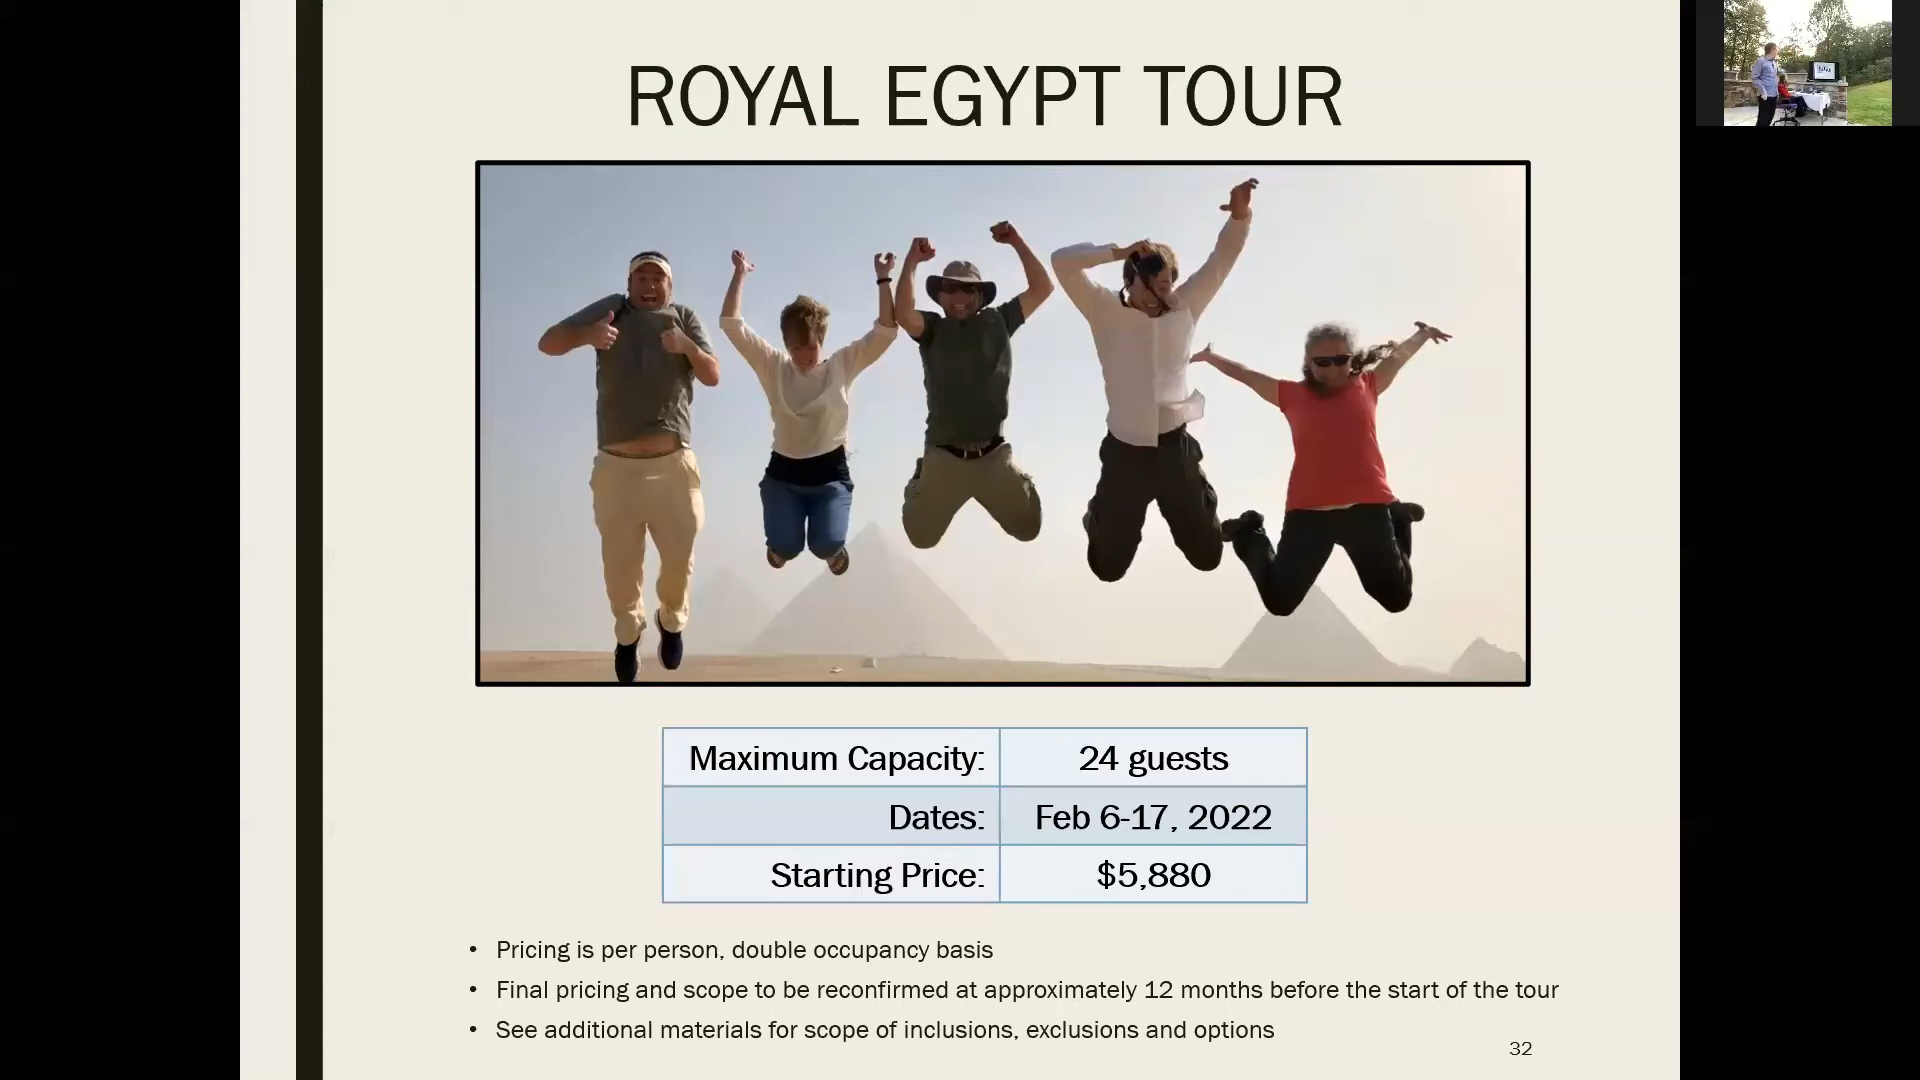 ROYAL EGYPT TOUR
Maximum Capacity: 24 guests
Dates: Feb 6-17, 2022
Starting Price: $5,880
• Pricing is per person, double occupancy basis
• Final pricing and scope to be reconfirmed at approximately 12 months before the start of the tour
• See additional materials for scope of inclusions, exclusions and options
32